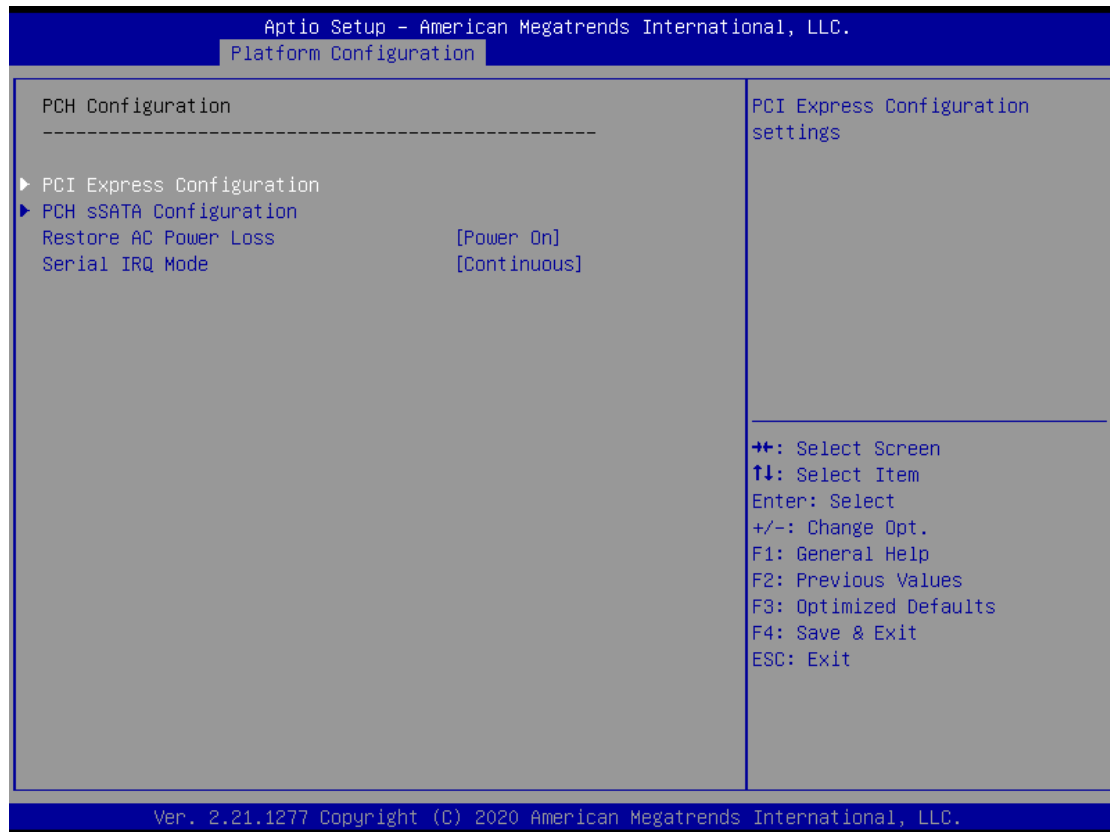 Aptio Setup – American Megatrends International, LLC.
Platform Configuration
PCH Configuration
--------------------------------------------------
▶ PCI Express Configuration
▶ PCH sSATA Configuration
Restore AC Power Loss [Power On]
Serial IRQ Mode [Continuous]
PCI Express Configuration
settings
→←: Select Screen
↑↓: Select Item
Enter: Select
+/-: Change Opt.
F1: General Help
F2: Previous Values
F3: Optimized Defaults
F4: Save & Exit
ESC: Exit
Ver. 2.21.1277 Copyright (C) 2020 American Megatrends International, LLC.